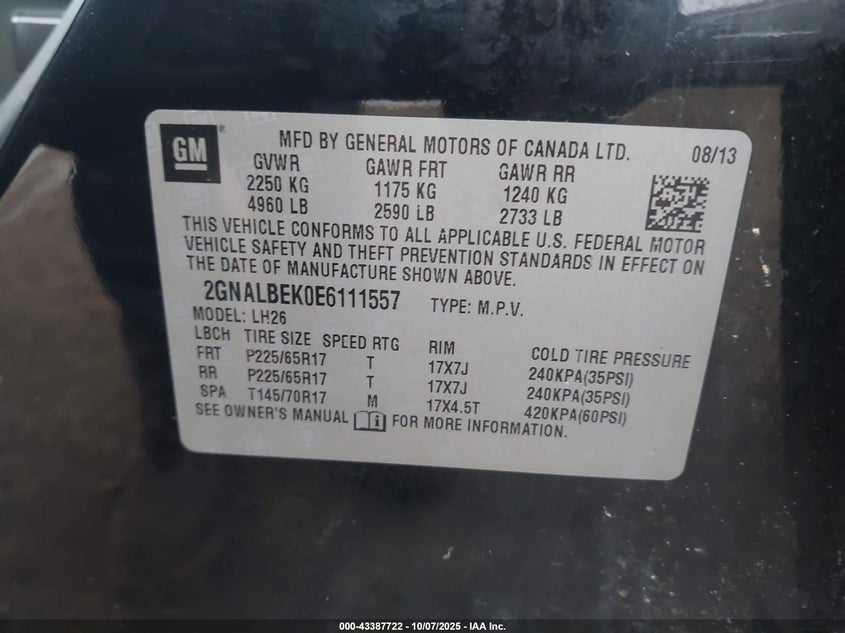 GM ®
MFD BY GENERAL MOTORS OF CANADA LTD. 08/13
GVWR GAWR FRT GAWR RR
2250 KG 1175 KG 1240 KG
4960 LB 2590 LB 2733 LB
THIS VEHICLE CONFORMS TO ALL APPLICABLE U.S. FEDERAL MOTOR
VEHICLE SAFETY AND THEFT PREVENTION STANDARDS IN EFFECT ON
THE DATE OF MANUFACTURE SHOWN ABOVE.
2GNALBEK0E6111557 TYPE: M.P.V.
MODEL: LH26
LBCH TIRE SIZE SPEED RTG RIM COLD TIRE PRESSURE
FRT P225/65R17 T 17X7J 240KPA(35PSI)
RR P225/65R17 T 17X7J 240KPA(35PSI)
SPA T145/70R17 M 17X4.5T 420KPA(60PSI)
SEE OWNER'S MANUAL FOR MORE INFORMATION.
000-43387722 - 10/07/2025 - IAA Inc.